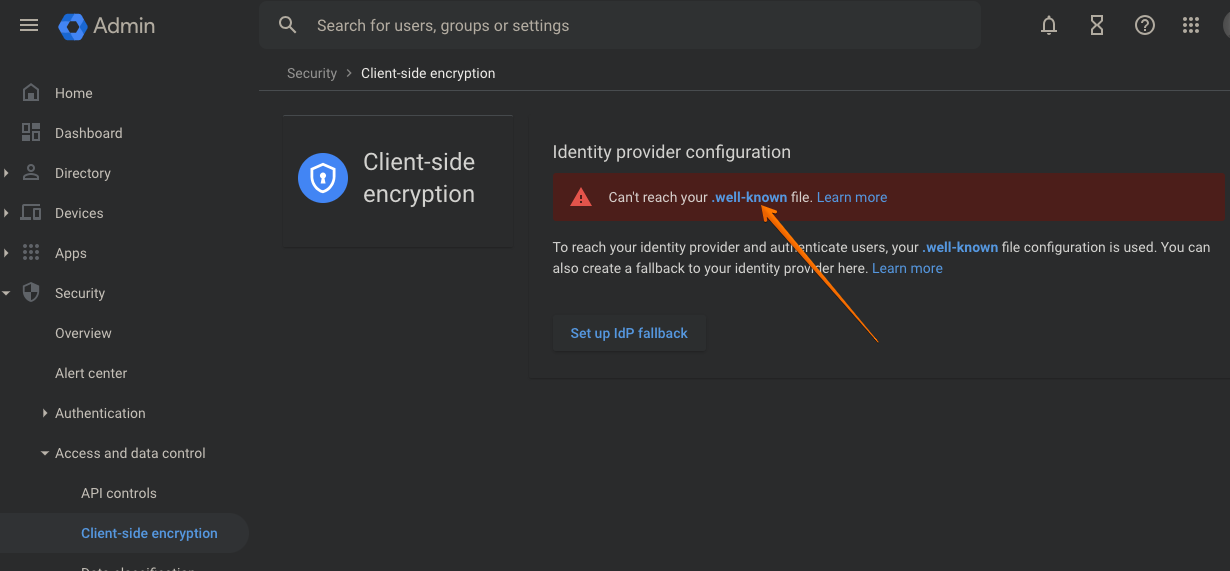 Admin
Search for users, groups or settings
Security > Client-side encryption
Home
Dashboard
Directory
Devices
Apps
Security
Overview
Alert center
Authentication
Access and data control
API controls
Client-side encryption
Data classification
Client-side
encryption
Identity provider configuration
Can't reach your .well-known file. Learn more
To reach your identity provider and authenticate users, your .well-known file configuration is used. You can
also create a fallback to your identity provider here. Learn more
Set up IdP fallback